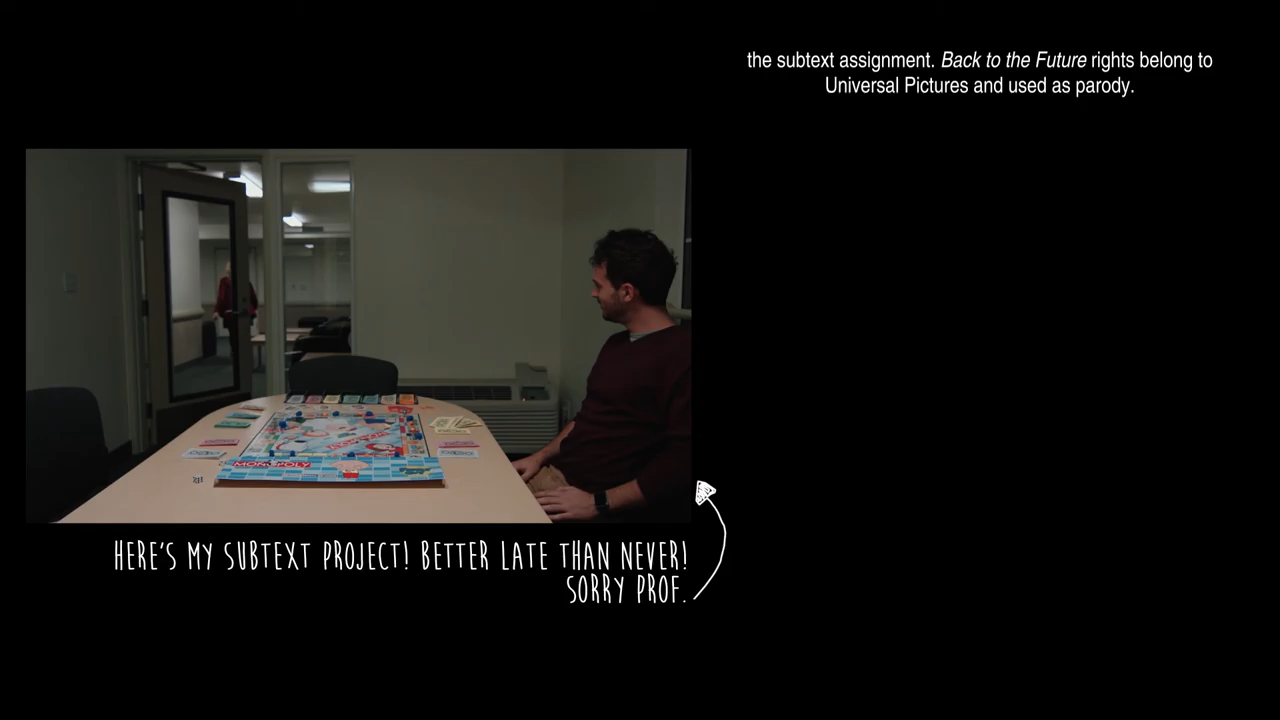 the subtext assignment. Back to the Future rights belong to
Universal Pictures and used as parody.
MONOPOLY
HERE'S MY SUBTEXT PROJECT! BETTER LATE THAN NEVER!
SORRY PROF.